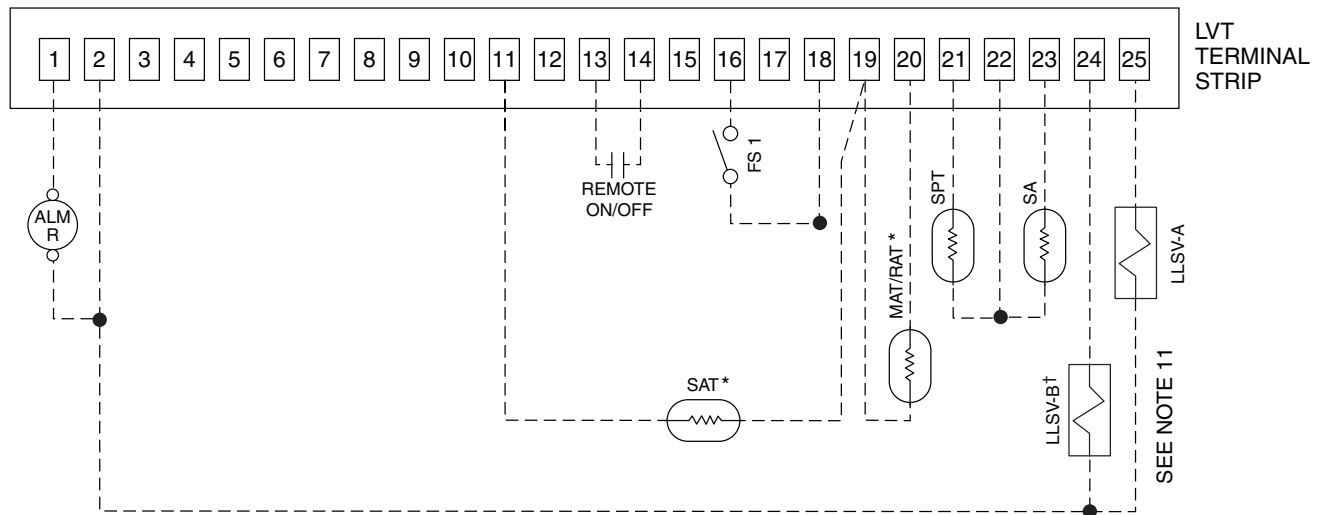 1 2 3 4 5 6 7 8 9 10 11 12 13 14 15 16 17 18 19 20 21 22 23 24 25
LVT
TERMINAL
STRIP
ALM
R
REMOTE
ON/OFF
FS 1
SAT*
MAT/RAT*
SPT
SA
LLSV-B†
LLSV-A
SEE NOTE 11